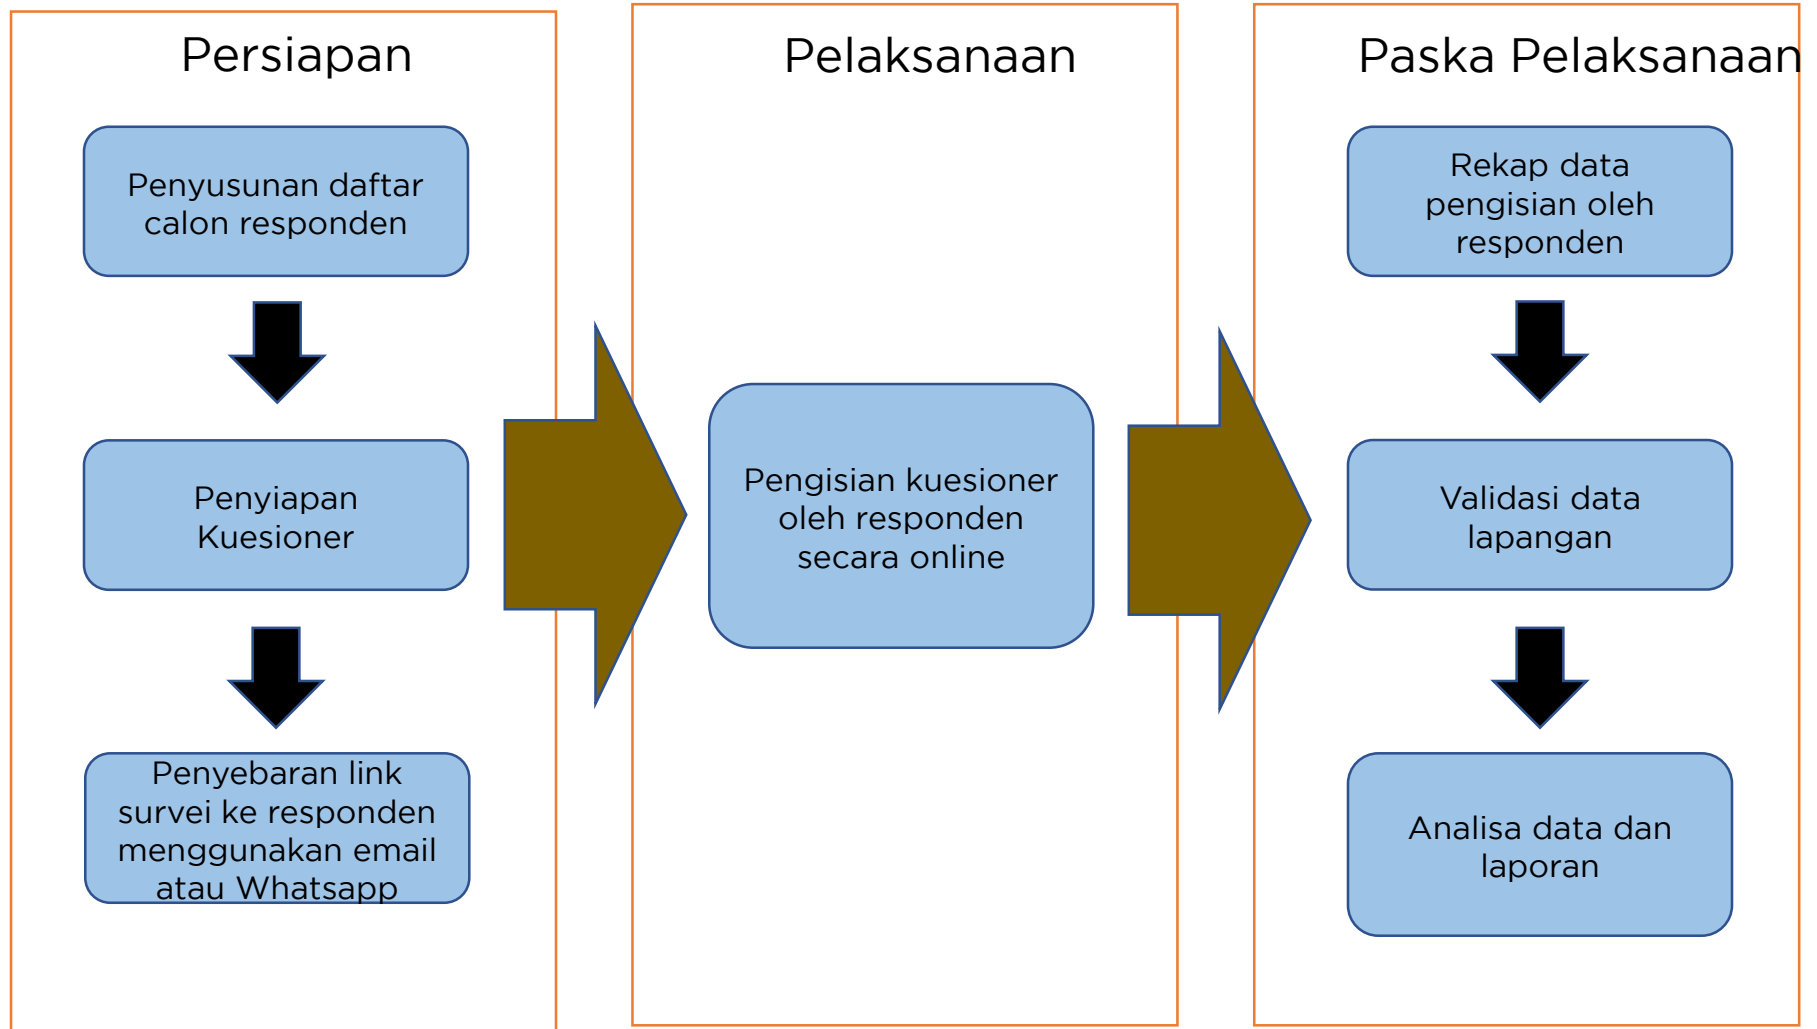 Persiapan
Penyusunan daftar
calon responden
Penyiapan
Kuesioner
Penyebaran link
survei ke responden
menggunakan email
atau Whatsapp
Pelaksanaan
Pengisian kuesioner
oleh responden
secara online
Paska Pelaksanaan
Rekap data
pengisian oleh
responden
Validasi data
lapangan
Analisa data dan
laporan